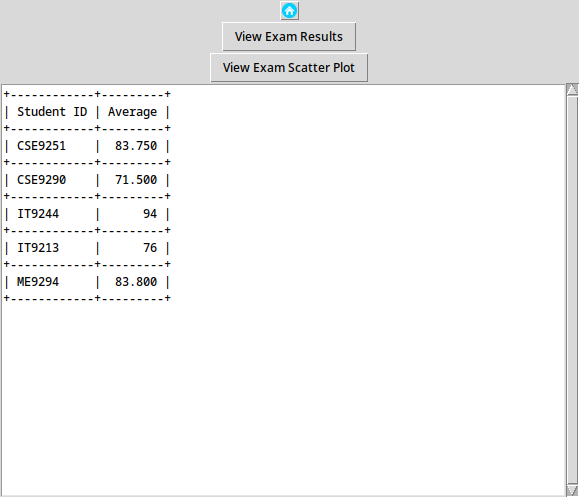 View Exam Results
View Exam Scatter Plot
+------------+---------+
| Student ID | Average |
+------------+---------+
| CSE9251    |  83.750 |
+------------+---------+
| CSE9290    |  71.500 |
+------------+---------+
| IT9244     |      94 |
+------------+---------+
| IT9213     |      76 |
+------------+---------+
| ME9294     |  83.800 |
+------------+---------+